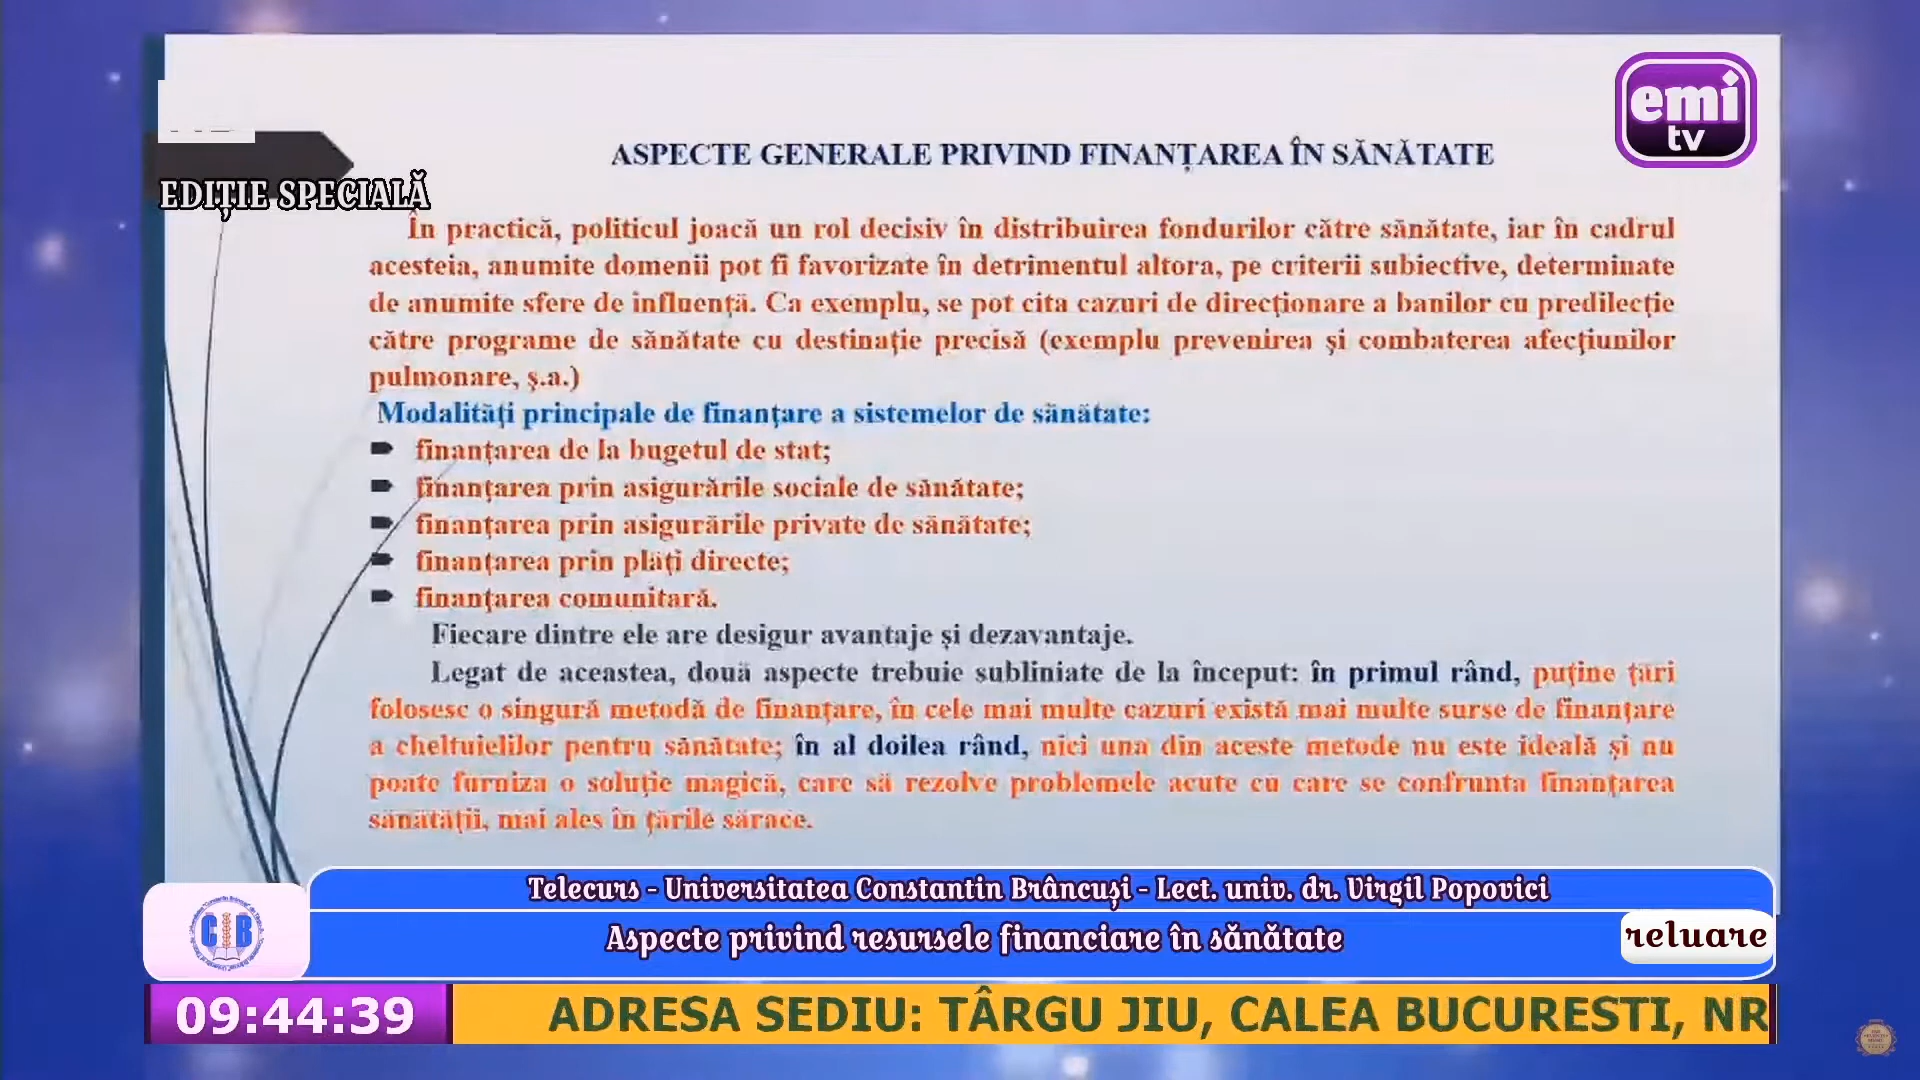 emi
tv
ASPECTE GENERALE PRIVIND FINANȚAREA ÎN SĂNĂTATE
EDIȚIE SPECIALĂ
În practică, politicul joacă un rol decisiv în distribuirea fondurilor către sănătate, iar în cadrul
acesteia, anumite domenii pot fi favorizate în detrimentul altora, pe criterii subiective, determinate
de anumite sfere de influență. Ca exemplu, se pot cita cazuri de direcționare a banilor cu predilecție
către programe de sănătate cu destinație precisă (exemplu prevenirea și combaterea afecțiunilor
pulmonare, ș.a.)
Modalități principale de finanțare a sistemelor de sănătate:
finanțarea de la bugetul de stat;
finanțarea prin asigurările sociale de sănătate;
finanțarea prin asigurările private de sănătate;
finanțarea prin plăți directe;
finanțarea comunitară.
Fiecare dintre ele are desigur avantaje și dezavantaje.
Legat de aceastea, două aspecte trebuie subliniate de la început: în primul rând, puține țări
folosesc o singură metodă de finanțare, în cele mai multe cazuri există mai multe surse de finanțare
a cheltuielilor pentru sănătate; în al doilea rând, nici una din aceste metode nu este ideală și nu
poate furniza o soluție magică, care să rezolve problemele acute cu care se confrunta finanțarea
sănătății, mai ales în țările sărace.
Telecurs - Universitatea Constantin Brâncuși - Lect. univ. dr. Virgil Popovici
Aspecte privind resursele financiare în sănătate
reluare
CIB
09:44:39
ADRESA SEDIU: TÂRGU JIU, CALEA BUCURESTI, NR